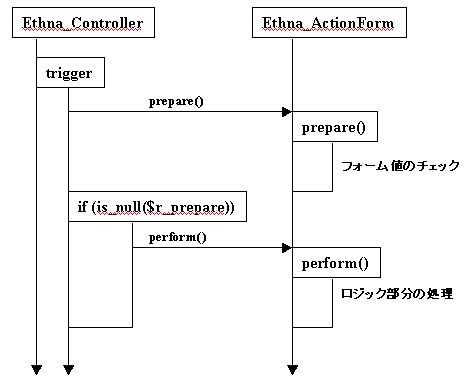 Ethna_Controller
Ethna_ActionForm
trigger
prepare()
prepare()
フォーム値のチェック
if (is_null($r_prepare))
perform()
perform()
ロジック部分の処理